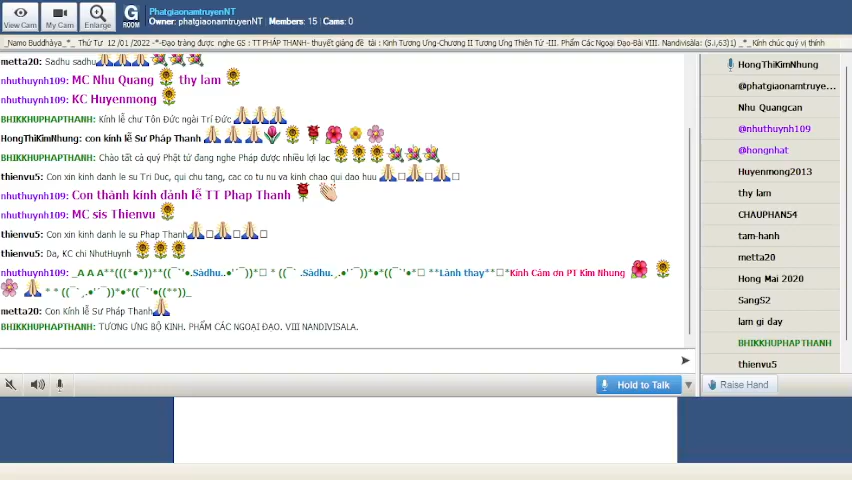 PhatgiaonamtruyenNT
Owner: phatgiaonamtruyenNT | Members: 15 | Cams: 0
View Cam
My Cam
Enlarge
G
ROOM
_Namo Buddhàya_*_ Thứ Tư 12 /01 /2022 -*-Đạo tràng được nghe GS : TT PHÁP THANH- thuyết giảng đề tài : Kinh Tương Ưng-Chương II Tương Ưng Thiên Tử -III. Phẩm Các Ngoại Đạo-Bài VIII. Nandivisàla: (S.i,63)1) _*_ Kính chúc quý vị thính
metta20: Sadhu sadhu
nhuthuynh109: MC Nhu Quang thy lam
nhuthuynh109: KC Huyenmong
BHIKKHUPHAPTHANH: Kính lễ chư Tôn Đức ngài Trí Đức
HongThiKimNhung: con kính lễ Sư Pháp Thanh
BHIKKHUPHAPTHANH: Chào tất cả quý Phật tử đang nghe Pháp được nhiều lợi lạc
thienvu5: Con xin kinh danh le su Tri Duc, qui chu tang, cac co tu nu va kinh chao qui dao huu
nhuthuynh109: Con thành kính đảnh lễ TT Phap Thanh
nhuthuynh109: MC sis Thienvu
thienvu5: Con xin kinh danh le su Phap Thanh
thienvu5: Da, KC chi NhutHuynh
nhuthuynh109: _A A A**(((*•*))**((¯`'•.Sàdhu..•'´¯))*□ * ((¯` .Sàdhu. ,.•'´¯))*•*((¯`'•*□ **Lành thay**□*Kính Cảm ơn PT Kim Nhung
* * ((¯`,.•'´¯))*•*((¯`'•((**))_
metta20: Con Kính lễ Sư Pháp Thanh
BHIKKHUPHAPTHANH: TƯƠNG ƯNG BỘ KINH. PHẨM CÁC NGOẠI ĐẠO. VIII NANDIVISALA.
Hold to Talk
HongThiKimNhung
@phatgiaonamtruye...
Nhu Quangcan
@nhuthuynh109
@hongnhat
Huyenmong2013
thy lam
CHAUPHAN54
tam-hanh
metta20
Hong Mai 2020
SangS2
lam gi day
BHIKKHUPHAPTHANH
thienvu5
Raise Hand